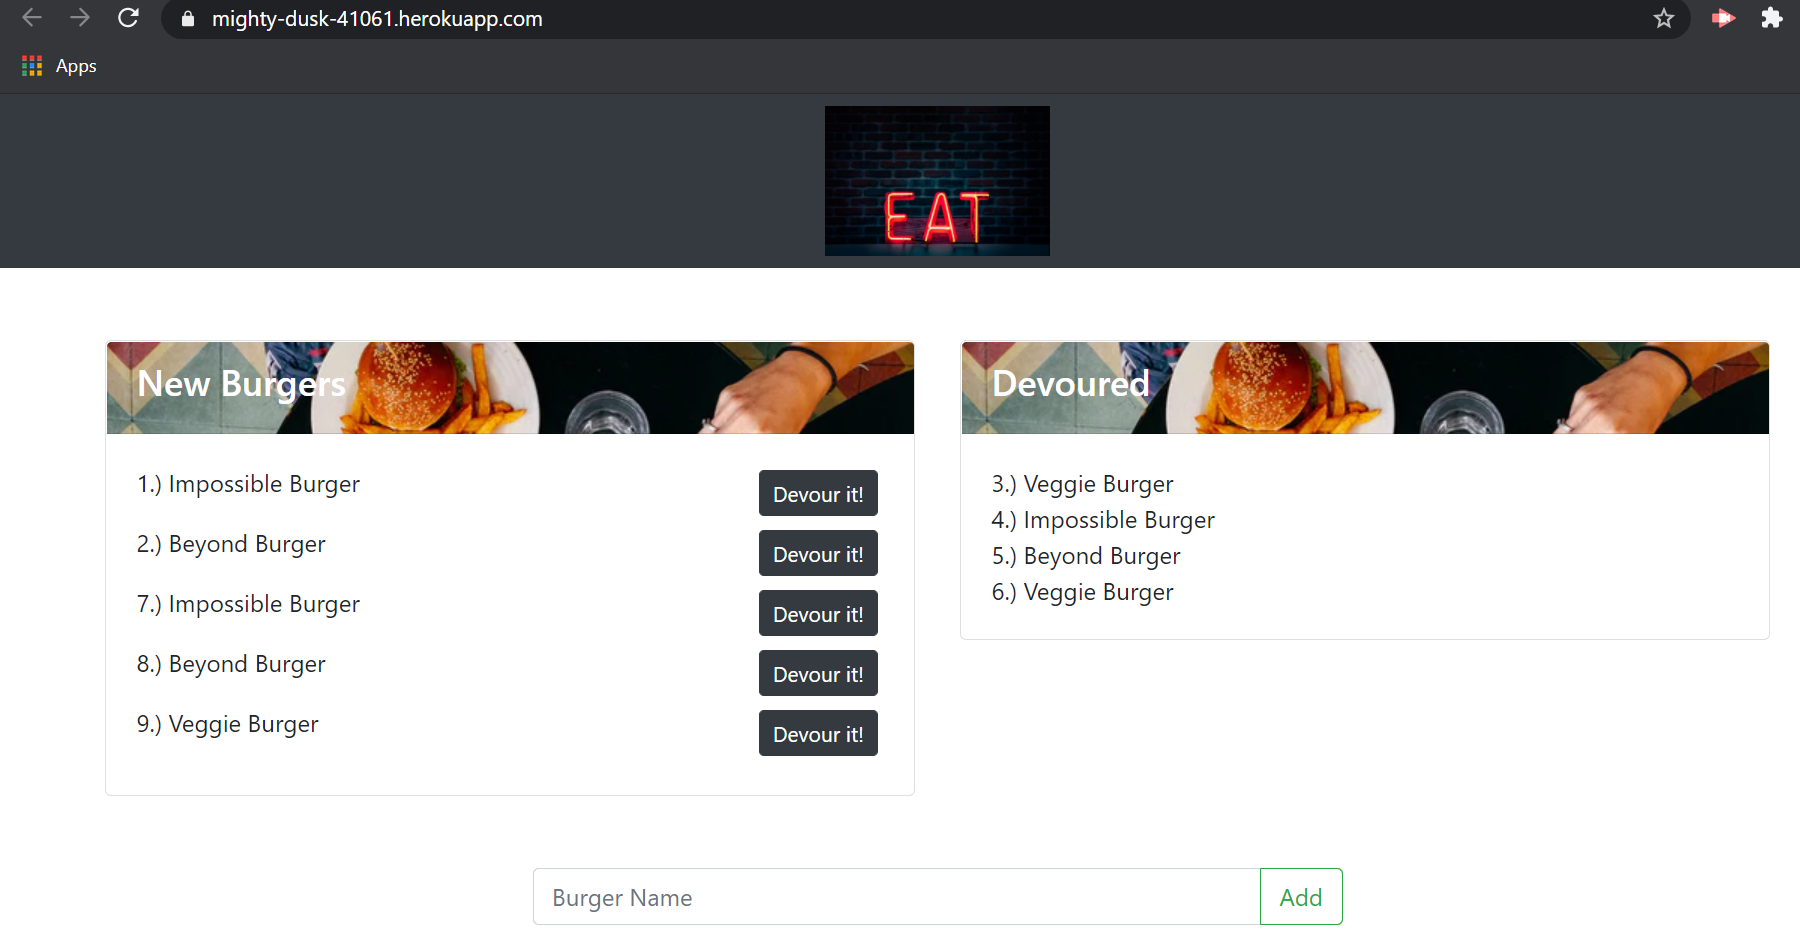 mighty-dusk-41061.herokuapp.com
Apps
EAT
New Burgers
1.) Impossible Burger Devour it!
2.) Beyond Burger Devour it!
7.) Impossible Burger Devour it!
8.) Beyond Burger Devour it!
9.) Veggie Burger Devour it!
Devoured
3.) Veggie Burger
4.) Impossible Burger
5.) Beyond Burger
6.) Veggie Burger
Burger Name Add